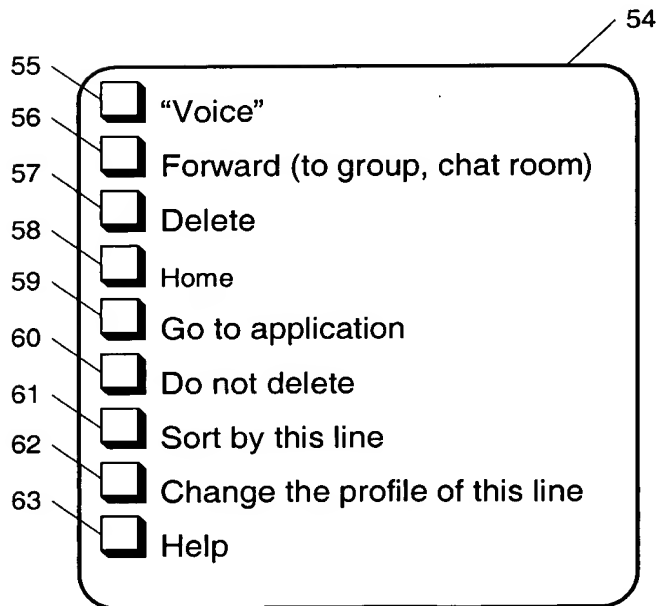 54
55 “Voice”
56 Forward (to group, chat room)
57 Delete
58 Home
59 Go to application
60 Do not delete
61 Sort by this line
62 Change the profile of this line
63 Help